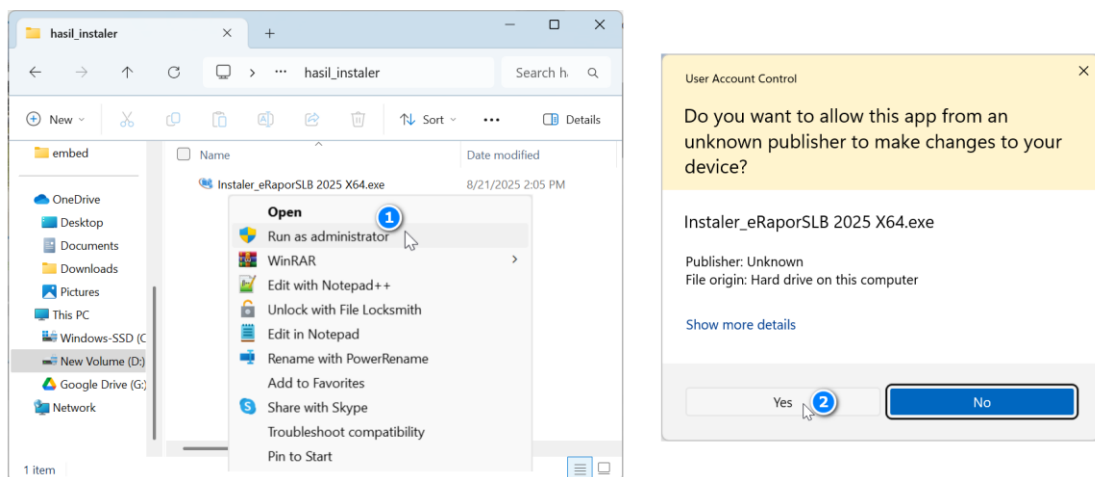 hasil_instaler
hasil_instaler
Search h
New
Sort
Details
embed
OneDrive
Desktop
Documents
Downloads
Pictures
This PC
Windows-SSD (C
New Volume (D:)
Google Drive (G:)
Network
1 item
Name
Date modified
Instaler_eRaporSLB 2025 X64.exe
8/21/2025 2:05 PM
Open
1
Run as administrator
WinRAR
Edit with Notepad++
Unlock with File Locksmith
Edit in Notepad
Rename with PowerRename
Add to Favorites
Share with Skype
Troubleshoot compatibility
Pin to Start
User Account Control
Do you want to allow this app from an
unknown publisher to make changes to your
device?
Instaler_eRaporSLB 2025 X64.exe
Publisher: Unknown
File origin: Hard drive on this computer
Show more details
Yes
2
No